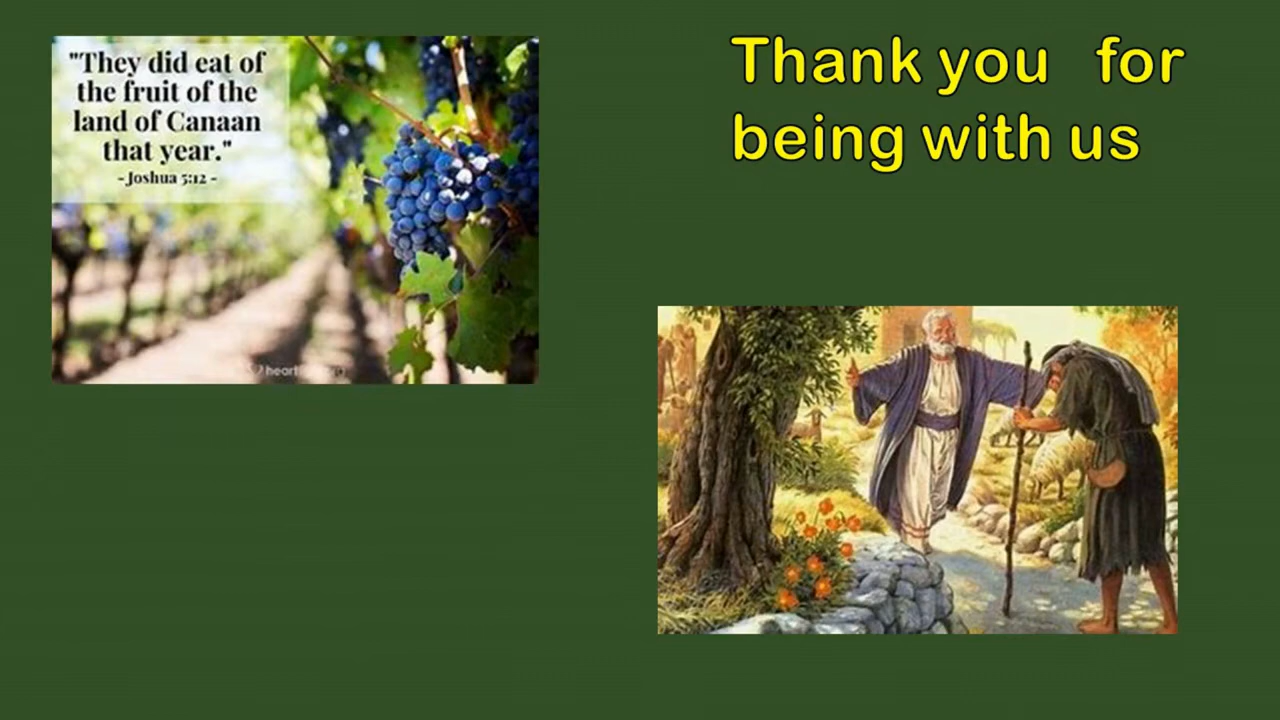 "They did eat of
the fruit of the
land of Canaan
that year."
- Joshua 5:12 -
Thank you for
being with us